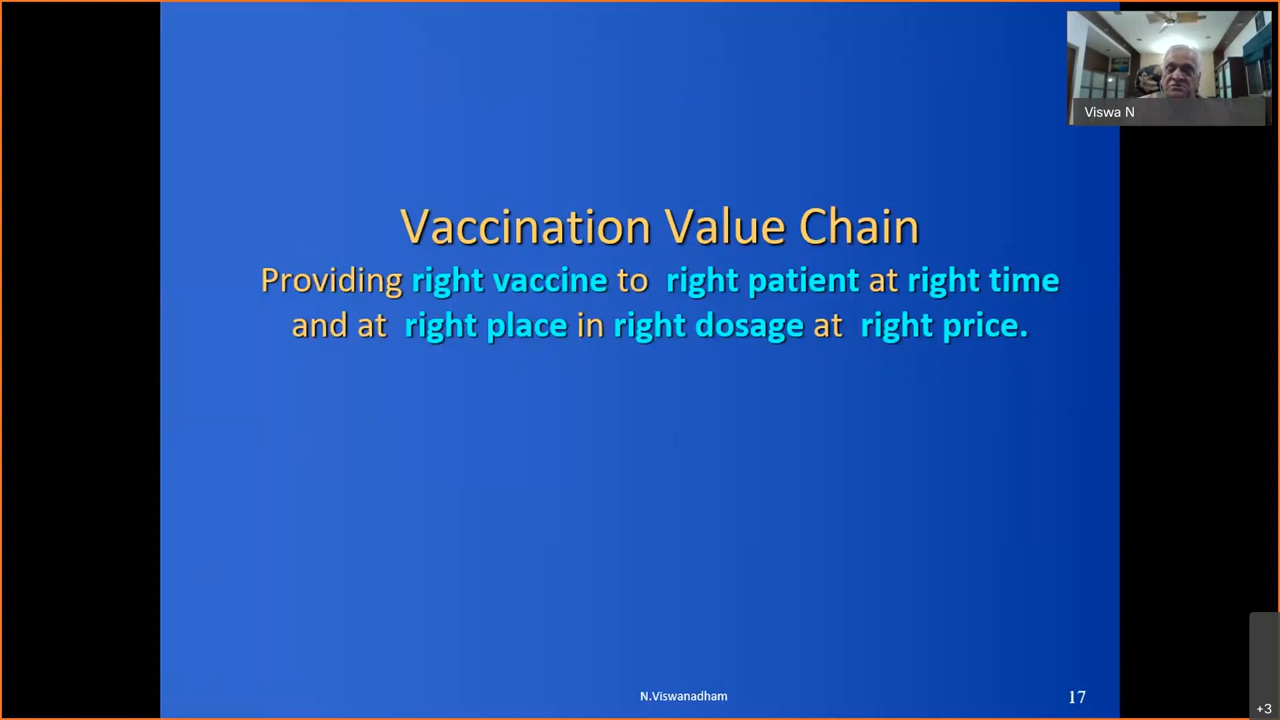 Viswa N
Vaccination Value Chain
Providing right vaccine to right patient at right time
and at right place in right dosage at right price.
N.Viswanadham
17
+3